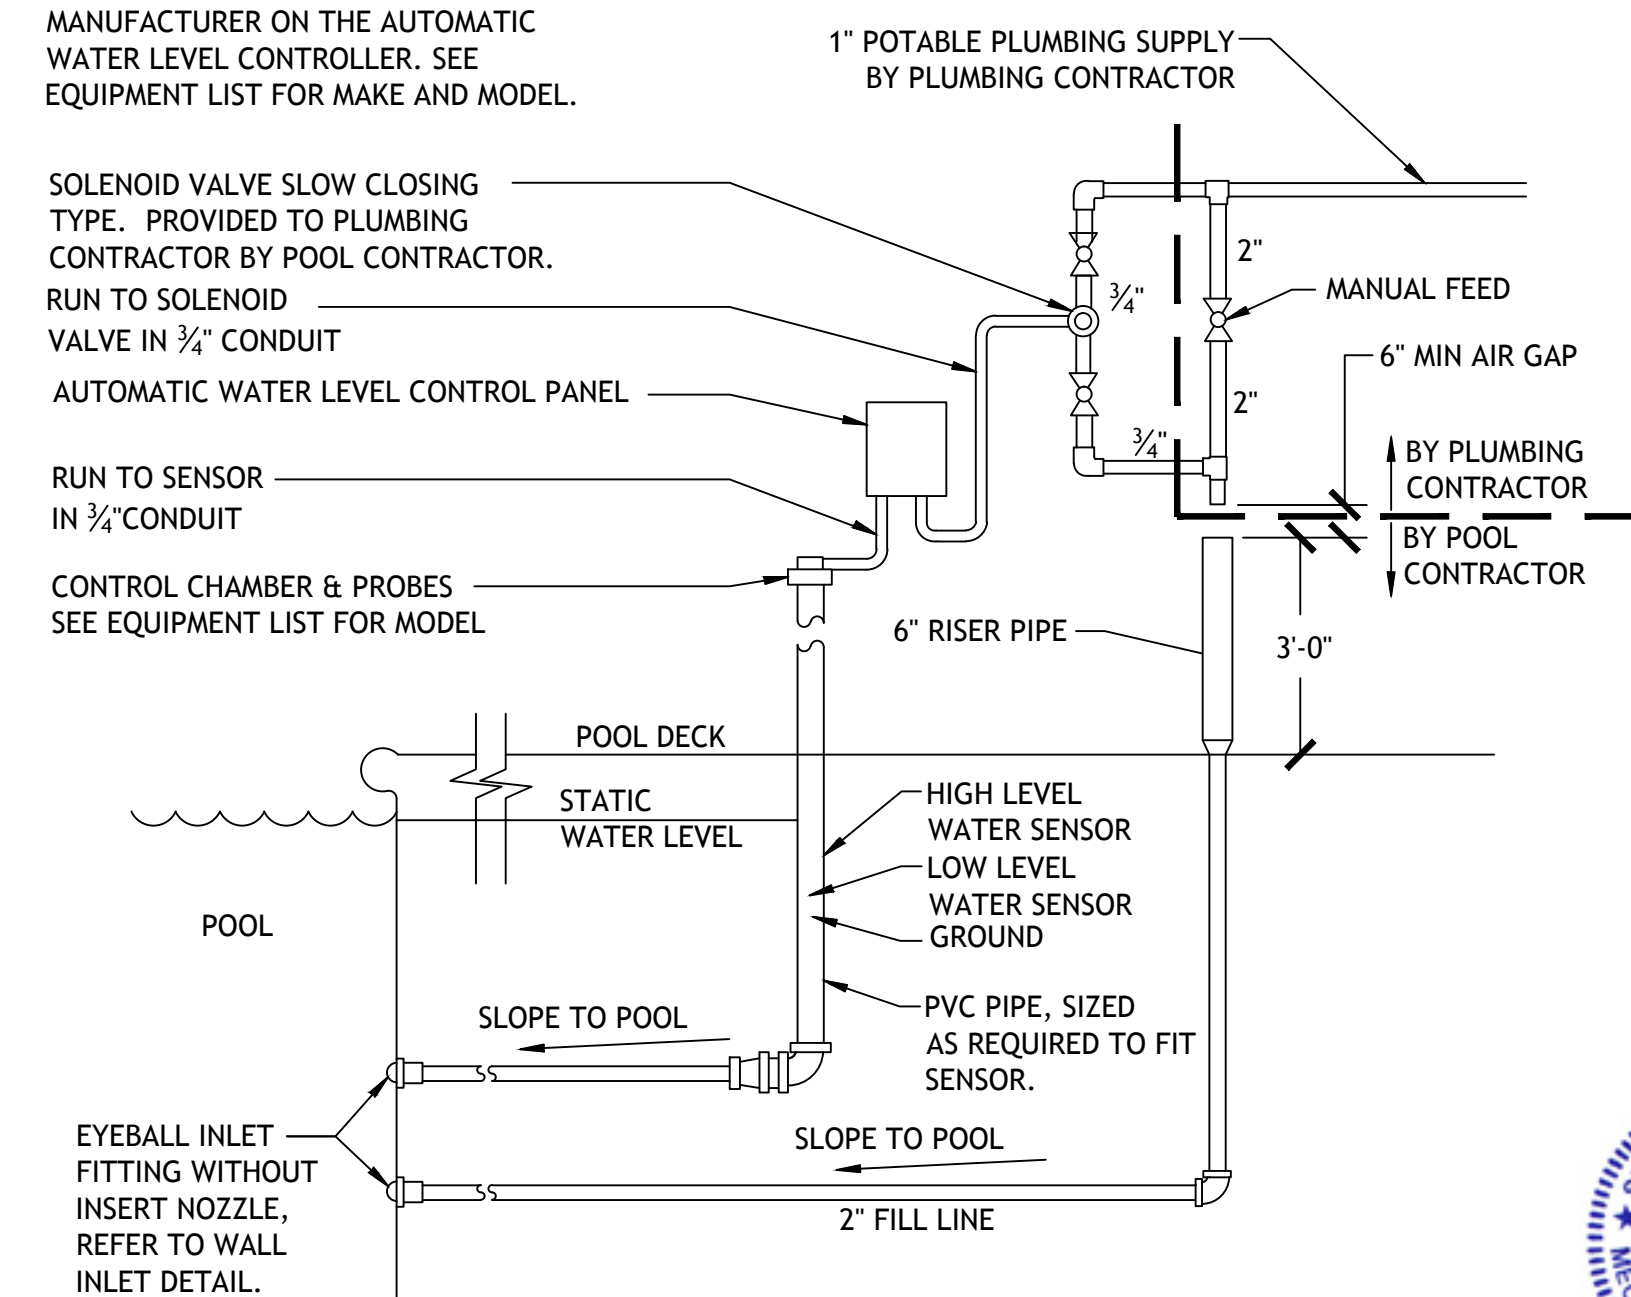 MANUFACTURER ON THE AUTOMATIC
WATER LEVEL CONTROLLER. SEE
EQUIPMENT LIST FOR MAKE AND MODEL.
1" POTABLE PLUMBING SUPPLY
BY PLUMBING CONTRACTOR
SOLENOID VALVE SLOW CLOSING
TYPE. PROVIDED TO PLUMBING
CONTRACTOR BY POOL CONTRACTOR.
RUN TO SOLENOID
VALVE IN ¾" CONDUIT
AUTOMATIC WATER LEVEL CONTROL PANEL
RUN TO SENSOR
IN ¾"CONDUIT
CONTROL CHAMBER & PROBES
SEE EQUIPMENT LIST FOR MODEL
2"
¾"
MANUAL FEED
6" MIN AIR GAP
2"
¾"
BY PLUMBING
CONTRACTOR
BY POOL
CONTRACTOR
6" RISER PIPE
3'-0"
POOL DECK
STATIC
WATER LEVEL
HIGH LEVEL
WATER SENSOR
LOW LEVEL
WATER SENSOR
GROUND
POOL
PVC PIPE, SIZED
AS REQUIRED TO FIT
SENSOR.
SLOPE TO POOL
EYEBALL INLET
FITTING WITHOUT
INSERT NOZZLE,
REFER TO WALL
INLET DETAIL.
SLOPE TO POOL
2" FILL LINE